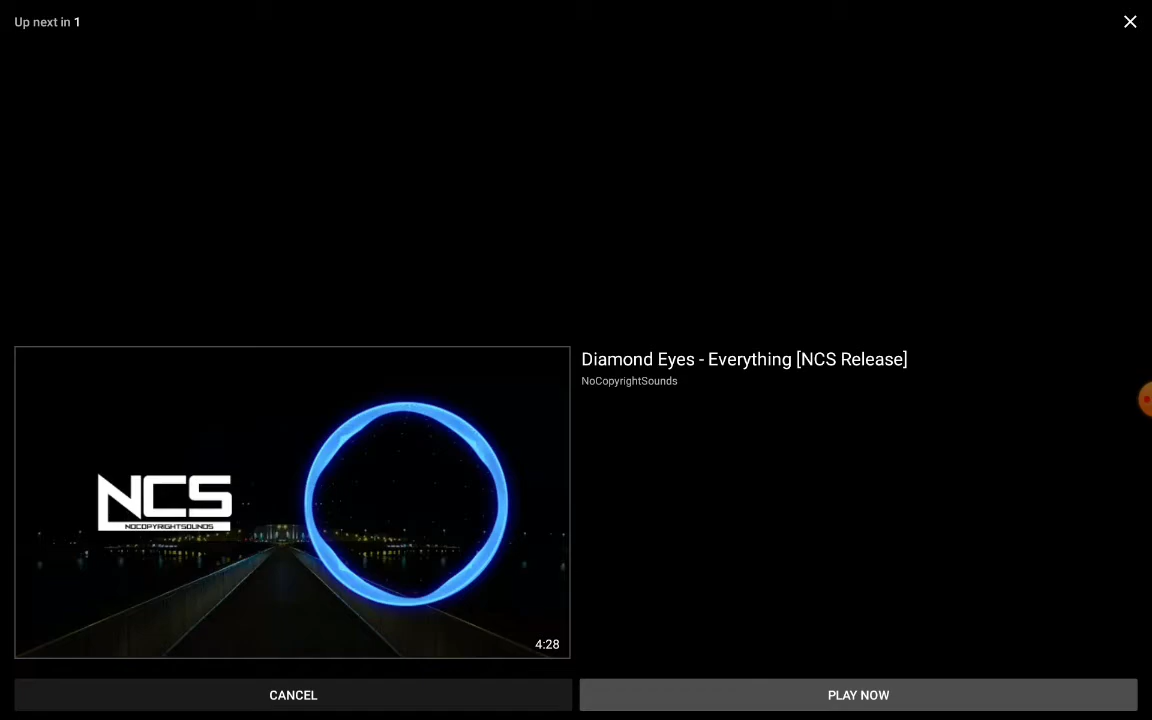 Up next in 1
Diamond Eyes - Everything [NCS Release]
NoCopyrightSounds
NCS
NOCOPYRIGHTSOUNDS
4:28
CANCEL
PLAY NOW